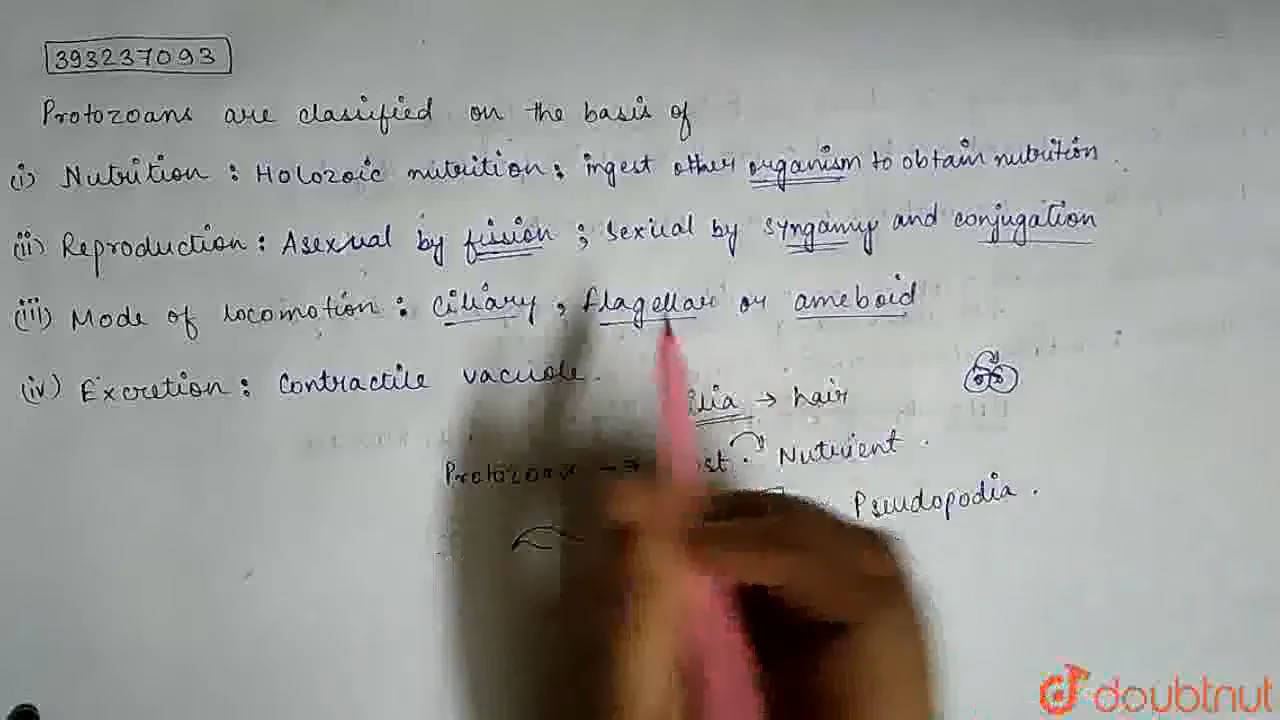 393237093
Protozoans are classified on the basis of
(i) Nutrition : Holozoic nutrition : ingest other organism to obtain nutrition .
(ii) Reproduction : Asexual by fission ; sexual by syngamy and conjugation
(iii) Mode of locomotion : Ciliary , flagellar or ameboid
(iv) Excretion : Contractile vacuole .
→ hair
Protozoans → . Nutrient .
Pseudopodia .
doubtnut